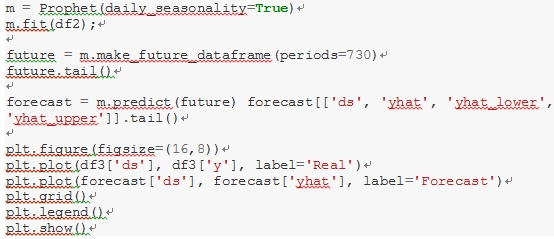 m = Prophet(daily_seasonality=True)
m.fit(df2);
future = m.make_future_dataframe(periods=730)
future.tail()
forecast = m.predict(future) forecast[['ds', 'yhat', 'yhat_lower',
'yhat_upper']].tail()
plt.figure(figsize=(16,8))
plt.plot(df3['ds'], df3['y'], label='Real')
plt.plot(forecast['ds'], forecast['yhat'], label='Forecast')
plt.grid()
plt.legend()
plt.show()